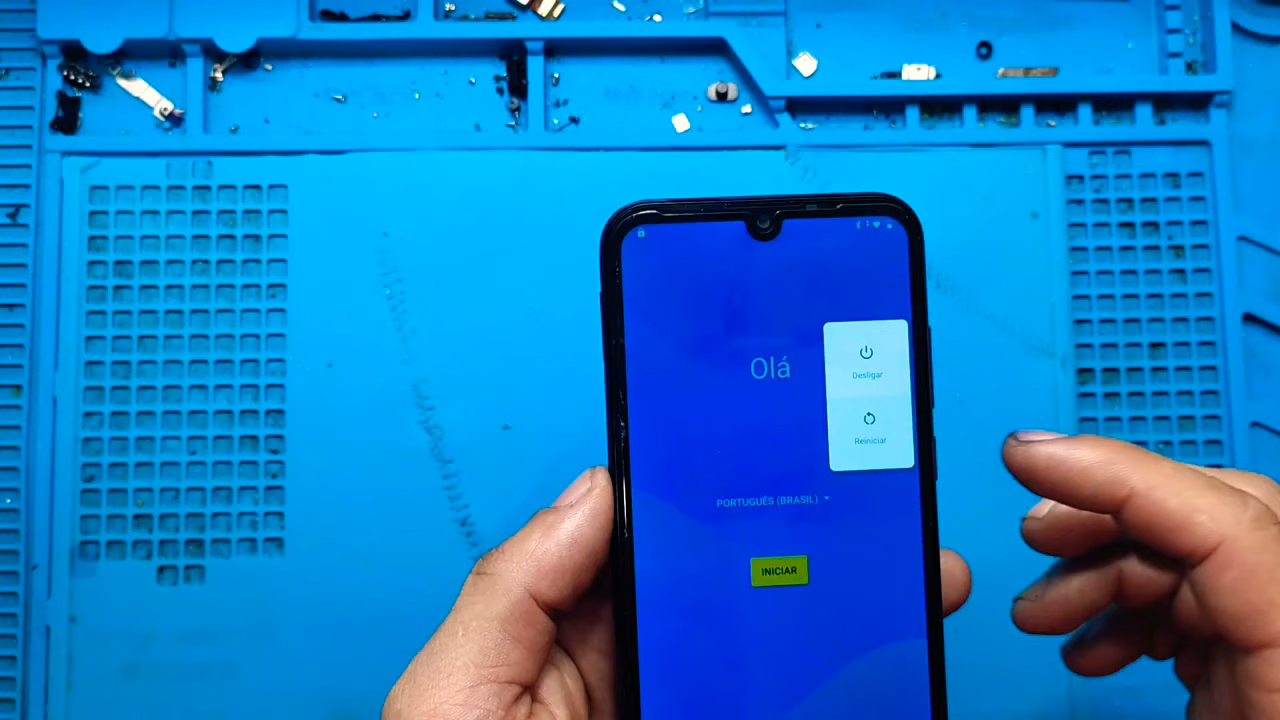 Olá
Desligar
Reiniciar
PORTUGUÊS (BRASIL)
INICIAR